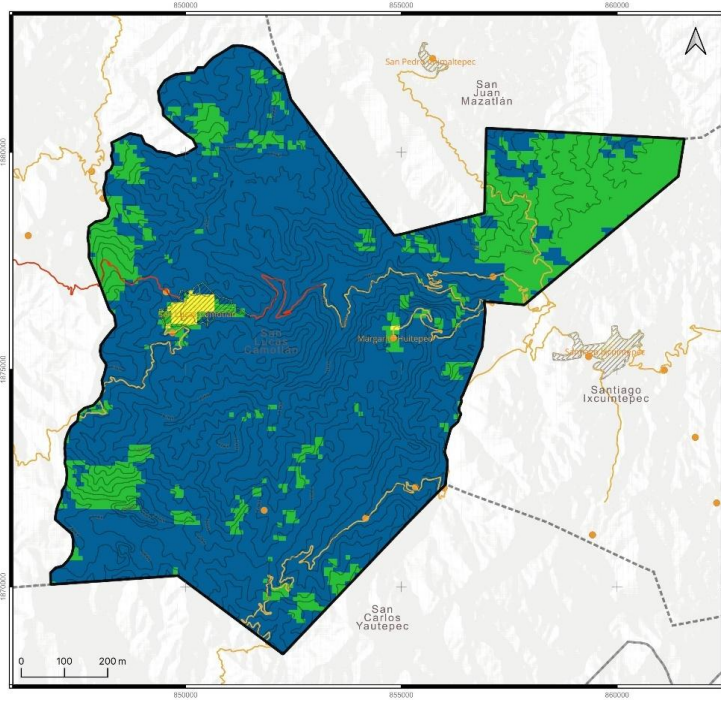 850000
855000
860000
San Pedro
San
Juan
Mazatlán
1880000
San
Lucas
Camotlán
Margarita Huitepec
1875000
Santiago
Ixcuintepec
1870000
San
Carlos
Yautepec
0 100 200 m
850000
855000
860000